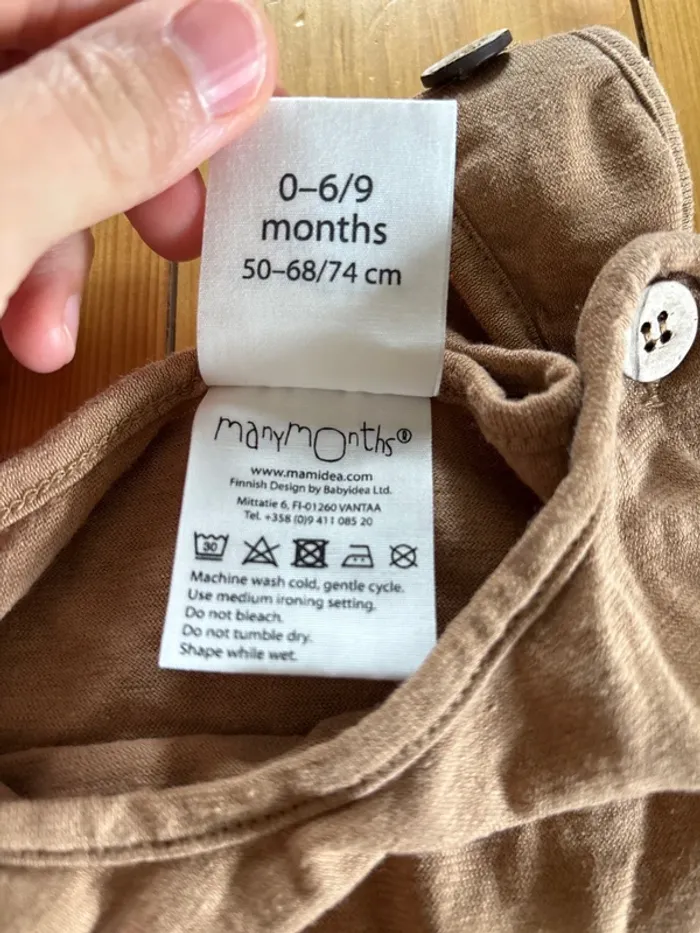 0–6/9
months
50–68/74 cm
manymonths®
www.mamidea.com
Finnish Design by Babyidea Ltd.
Mittatie 6, FI-01260 VANTAA
Tel. +358 (0)9 411 085 20
30
Machine wash cold, gentle cycle.
Use medium ironing setting.
Do not bleach.
Do not tumble dry.
Shape while wet.